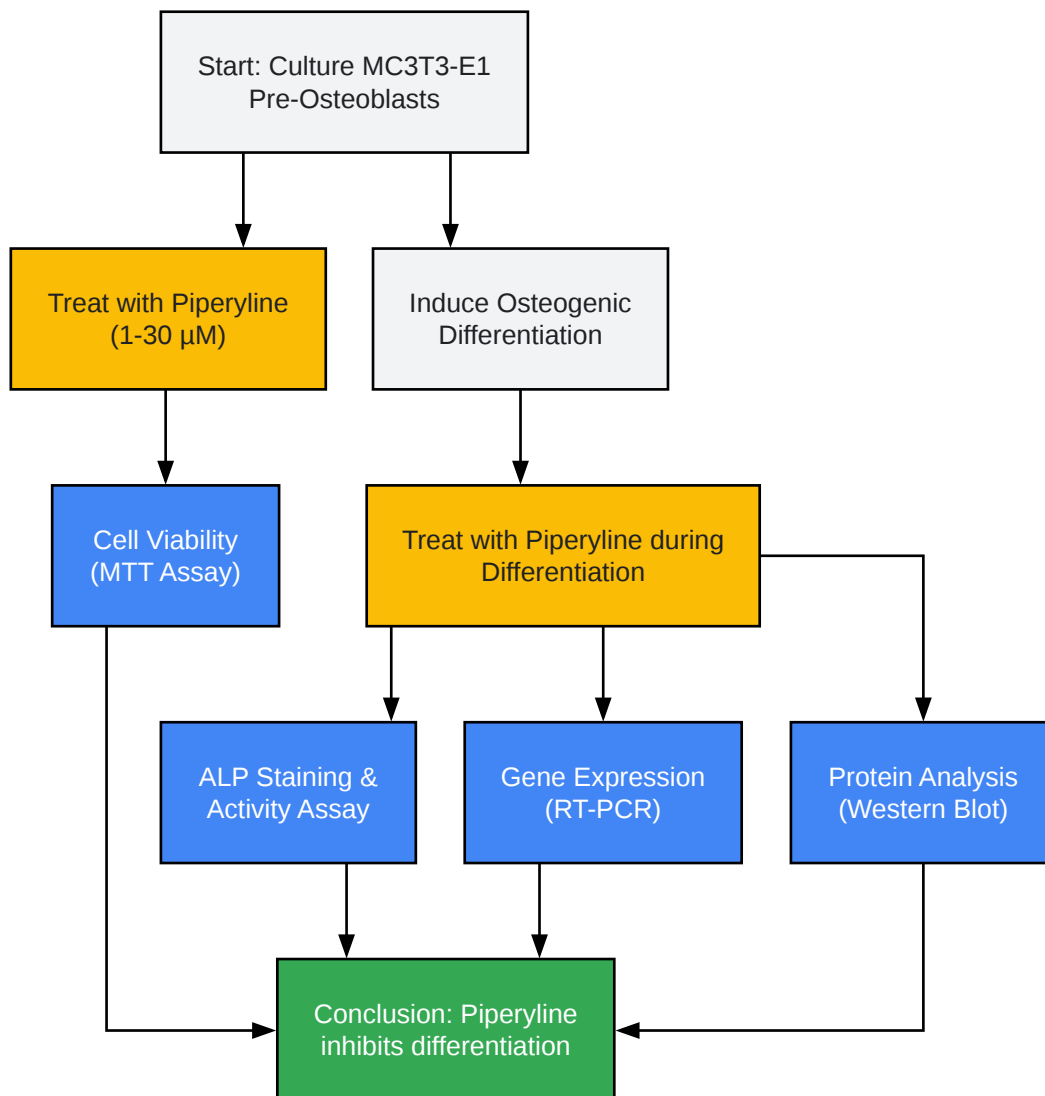 Start: Culture MC3T3-E1
Pre-Osteoblasts
Treat with Piperyline
(1-30 µM)
Induce Osteogenic
Differentiation
Cell Viability
(MTT Assay)
Treat with Piperyline during
Differentiation
ALP Staining &
Activity Assay
Gene Expression
(RT-PCR)
Protein Analysis
(Western Blot)
Conclusion: Piperyline
inhibits differentiation